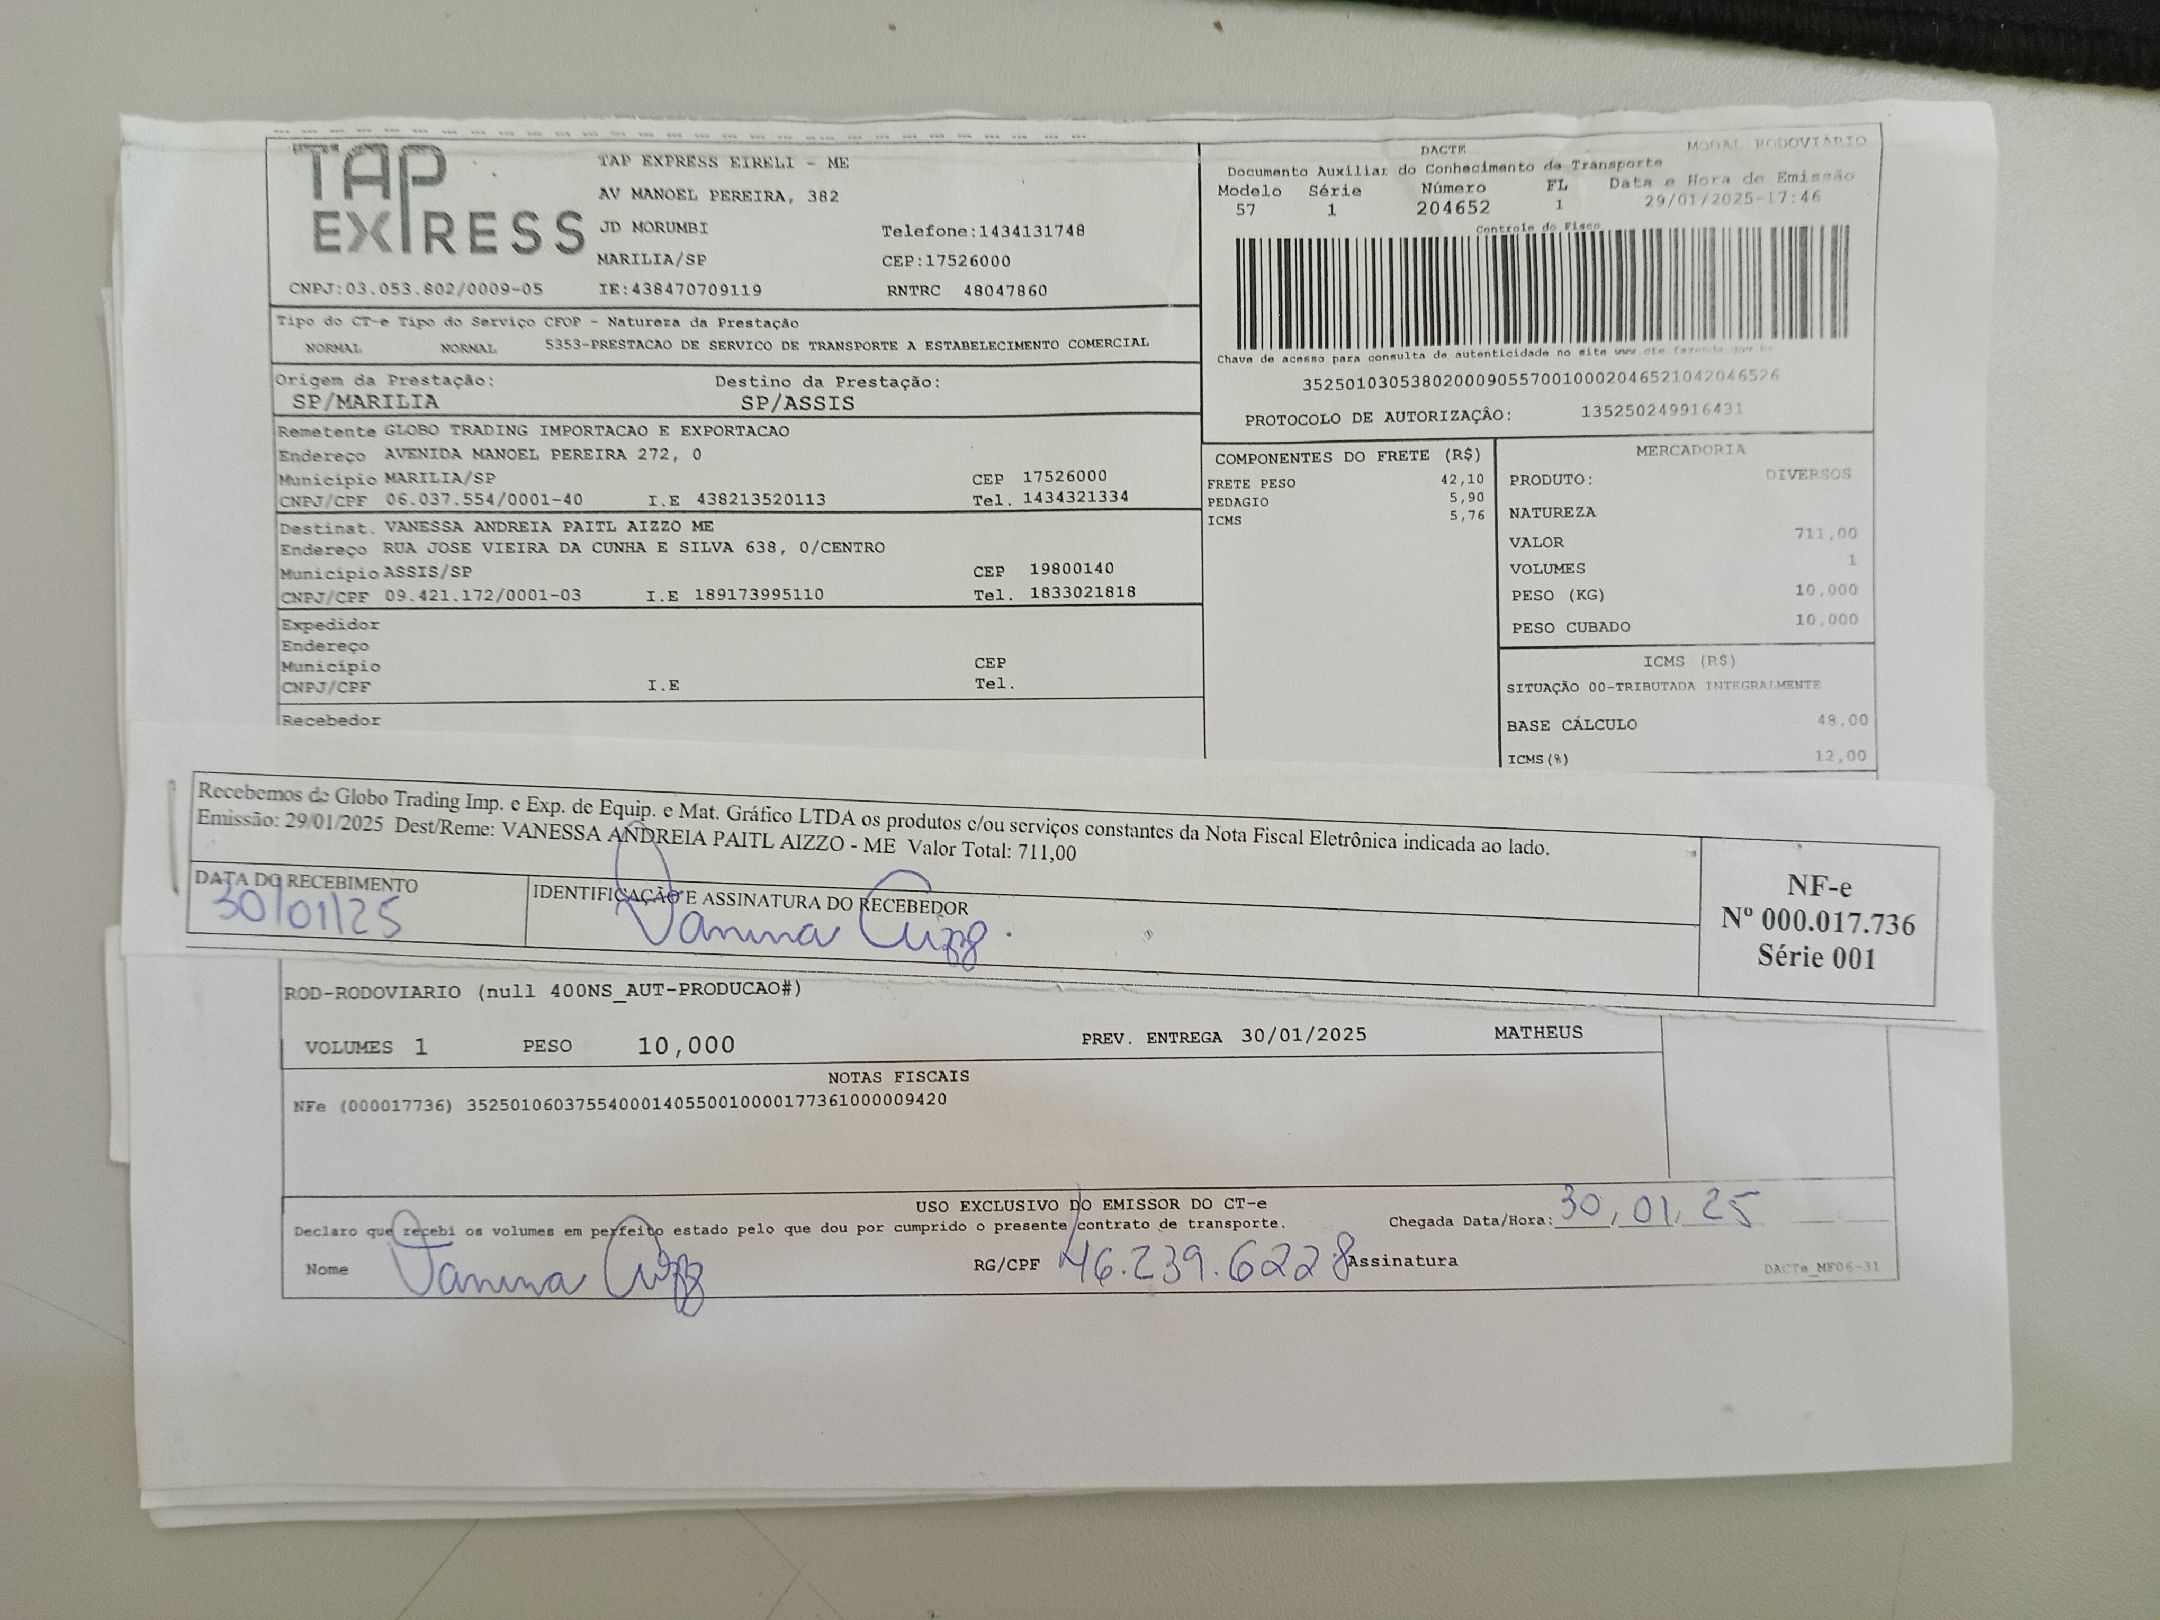 TAP EXPRESS
TAP EXPRESS EIRELI - ME
AV MANOEL PEREIRA, 382
JD MORUMBI Telefone:1434131748
MARILIA/SP CEP:17526000
CNPJ:03.053.802/0009-05 IE:438470709119 RNTRC 48047860
Tipo do CT-e Tipo do Serviço CFOP - Natureza da Prestação
NORMAL NORMAL 5353-PRESTACAO DE SERVICO DE TRANSPORTE A ESTABELECIMENTO COMERCIAL
Origem da Prestação: Destino da Prestação:
SP/MARILIA SP/ASSIS
Remetente GLOBO TRADING IMPORTACAO E EXPORTACAO
Endereço AVENIDA MANOEL PEREIRA 272, 0
Município MARILIA/SP CEP 17526000
CNPJ/CPF 06.037.554/0001-40 I.E 438213520113 Tel. 1434321334
Destinat. VANESSA ANDREIA PAITL AIZZO ME
Endereço RUA JOSE VIEIRA DA CUNHA E SILVA 638, 0/CENTRO
Município ASSIS/SP CEP 19800140
CNPJ/CPF 09.421.172/0001-03 I.E 189173995110 Tel. 1833021818
Expedidor
Endereço
Município CEP
CNPJ/CPF I.E Tel.
Recebedor
DACTE MODAL RODOVIARIO
Documento Auxiliar do Conhecimento de Transporte
Modelo Série Número FL Data e Hora de Emissão
57 1 204652 1 29/01/2025-17:46
Controle do Fisco
Chave de acesso para consulta de autenticidade no site www.cte.fazenda.gov.br
35250103053802000905570010002046521042046526
PROTOCOLO DE AUTORIZAÇÃO: 135250249916431
COMPONENTES DO FRETE (R$)
FRETE PESO 42,10
PEDAGIO 5,90
ICMS 5,76
MERCADORIA
PRODUTO: DIVERSOS
NATUREZA
VALOR 711,00
VOLUMES 1
PESO (KG) 10,000
PESO CUBADO 10,000
ICMS (R$)
SITUAÇÃO 00-TRIBUTADA INTEGRALMENTE
BASE CÁLCULO 48,00
ICMS(%) 12,00
Recebemos de Globo Trading Imp. e Exp. de Equip. e Mat. Gráfico LTDA os produtos e/ou serviços constantes da Nota Fiscal Eletrônica indicada ao lado.
Emissão: 29/01/2025 Dest/Reme: VANESSA ANDREIA PAITL AIZZO - ME Valor Total: 711,00
DATA DO RECEBIMENTO IDENTIFICAÇÃO E ASSINATURA DO RECEBEDOR
30/01/25
NF-e
Nº 000.017.736
Série 001
ROD-RODOVIARIO (null 400NS_AUT-PRODUCAO#)
VOLUMES 1 PESO 10,000 PREV. ENTREGA 30/01/2025 MATHEUS
NOTAS FISCAIS
NFe (000017736) 35250106037554000140550010000177361000009420
USO EXCLUSIVO DO EMISSOR DO CT-e
Declaro que recebi os volumes em perfeito estado pelo que dou por cumprido o presente contrato de transporte. Chegada Data/Hora: 30/01/25
Nome RG/CPF 46.239.6228 Assinatura
DACTe_MF06-31